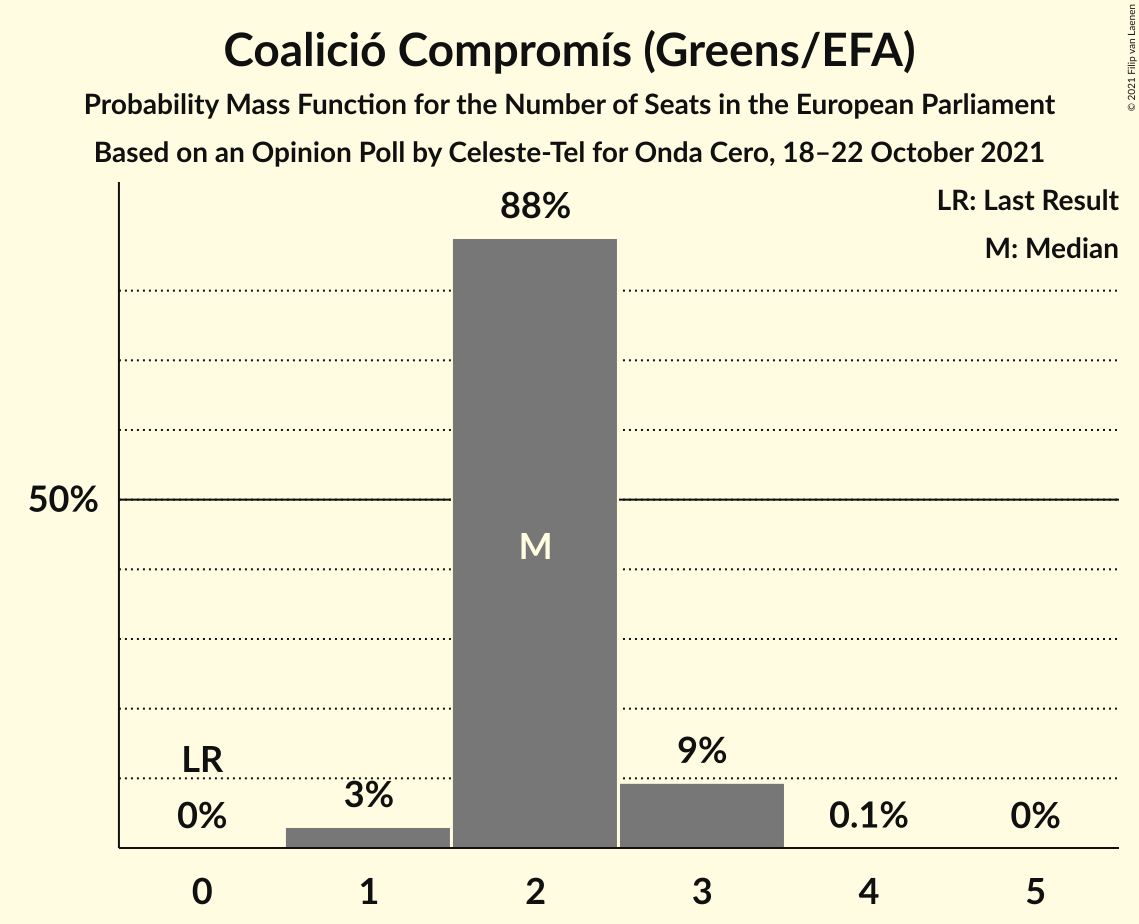 Coalició Compromís (Greens/EFA)
Probability Mass Function for the Number of Seats in the European Parliament
Based on an Opinion Poll by Celeste-Tel for Onda Cero, 18–22 October 2021
© 2021 Filip van Laenen
LR: Last Result
M: Median
88%
50%
M
LR
0%
3%
9%
0.1%
0%
0 1 2 3 4 5